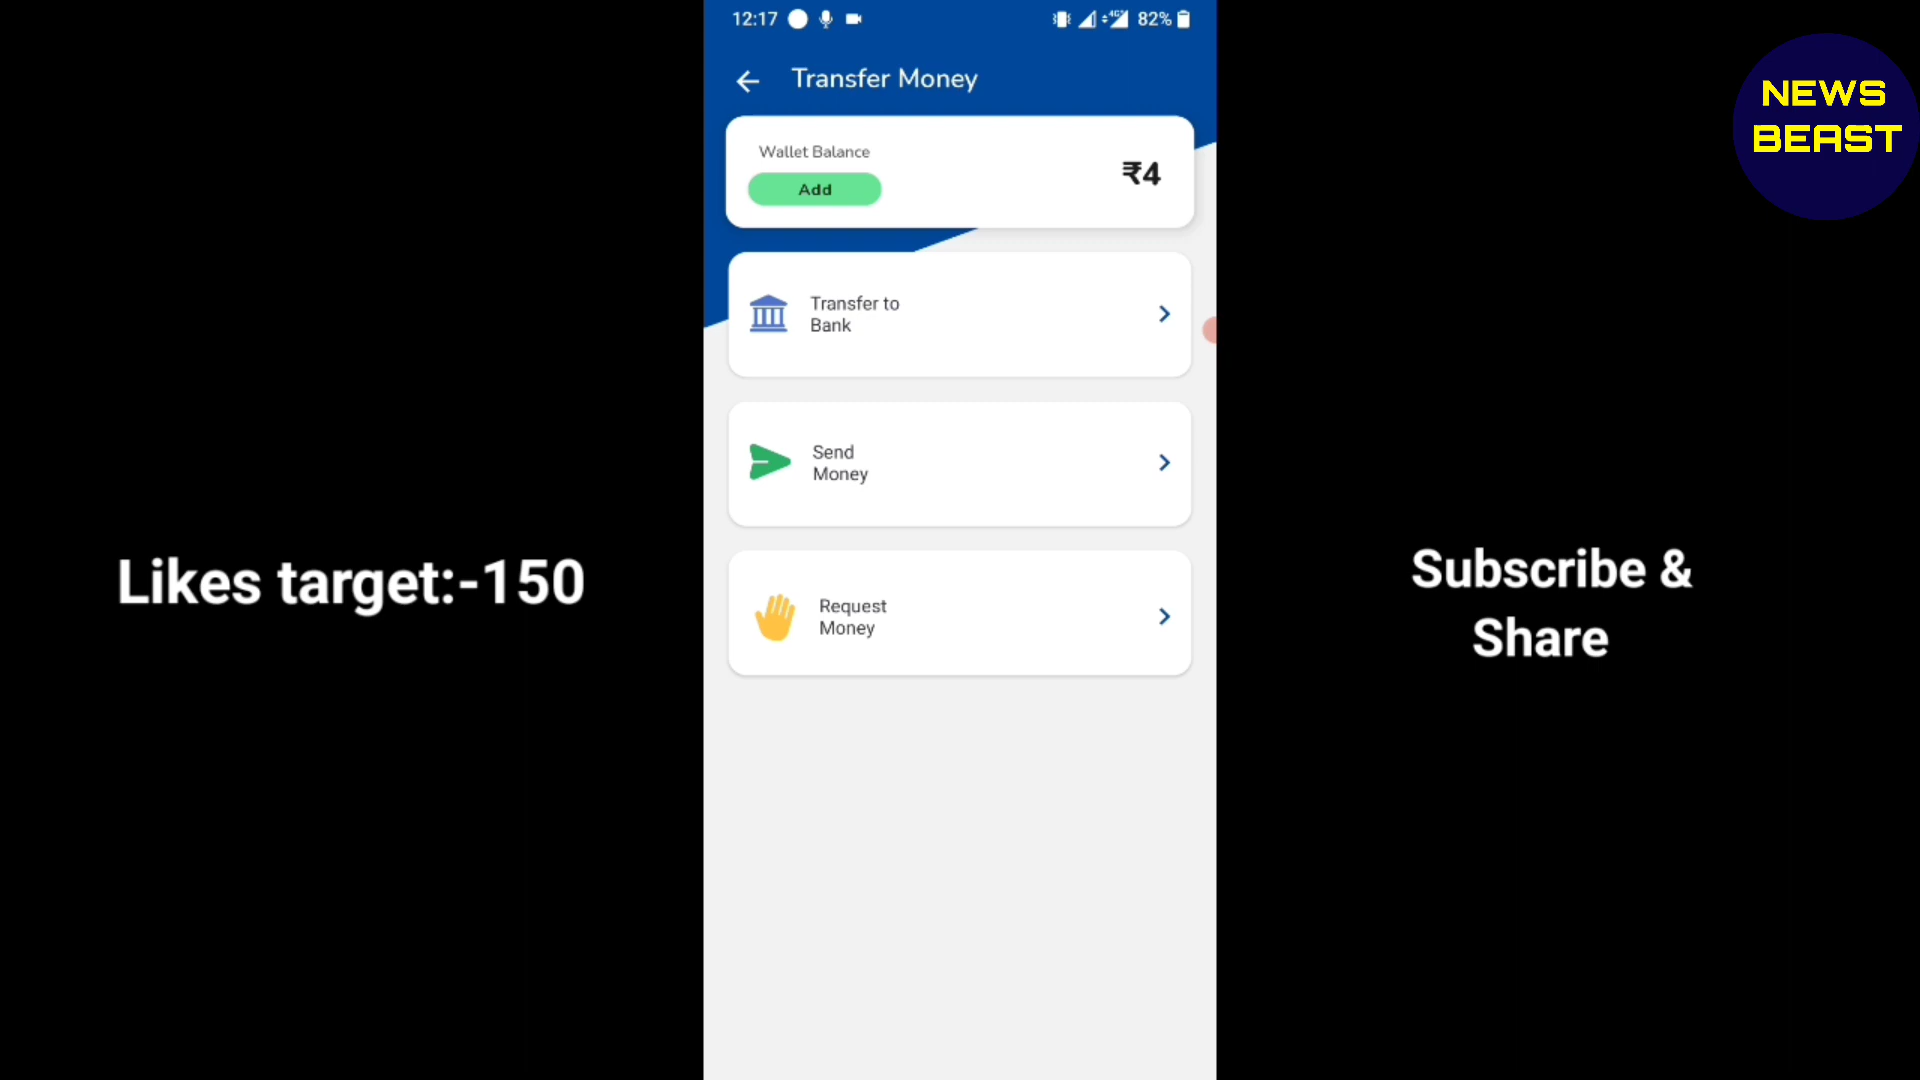 12:17
82%
Transfer Money
Wallet Balance
Add
₹4
Transfer to
Bank
Send
Money
Request
Money
Likes target:-150
Subscribe &
Share
NEWS
BEAST